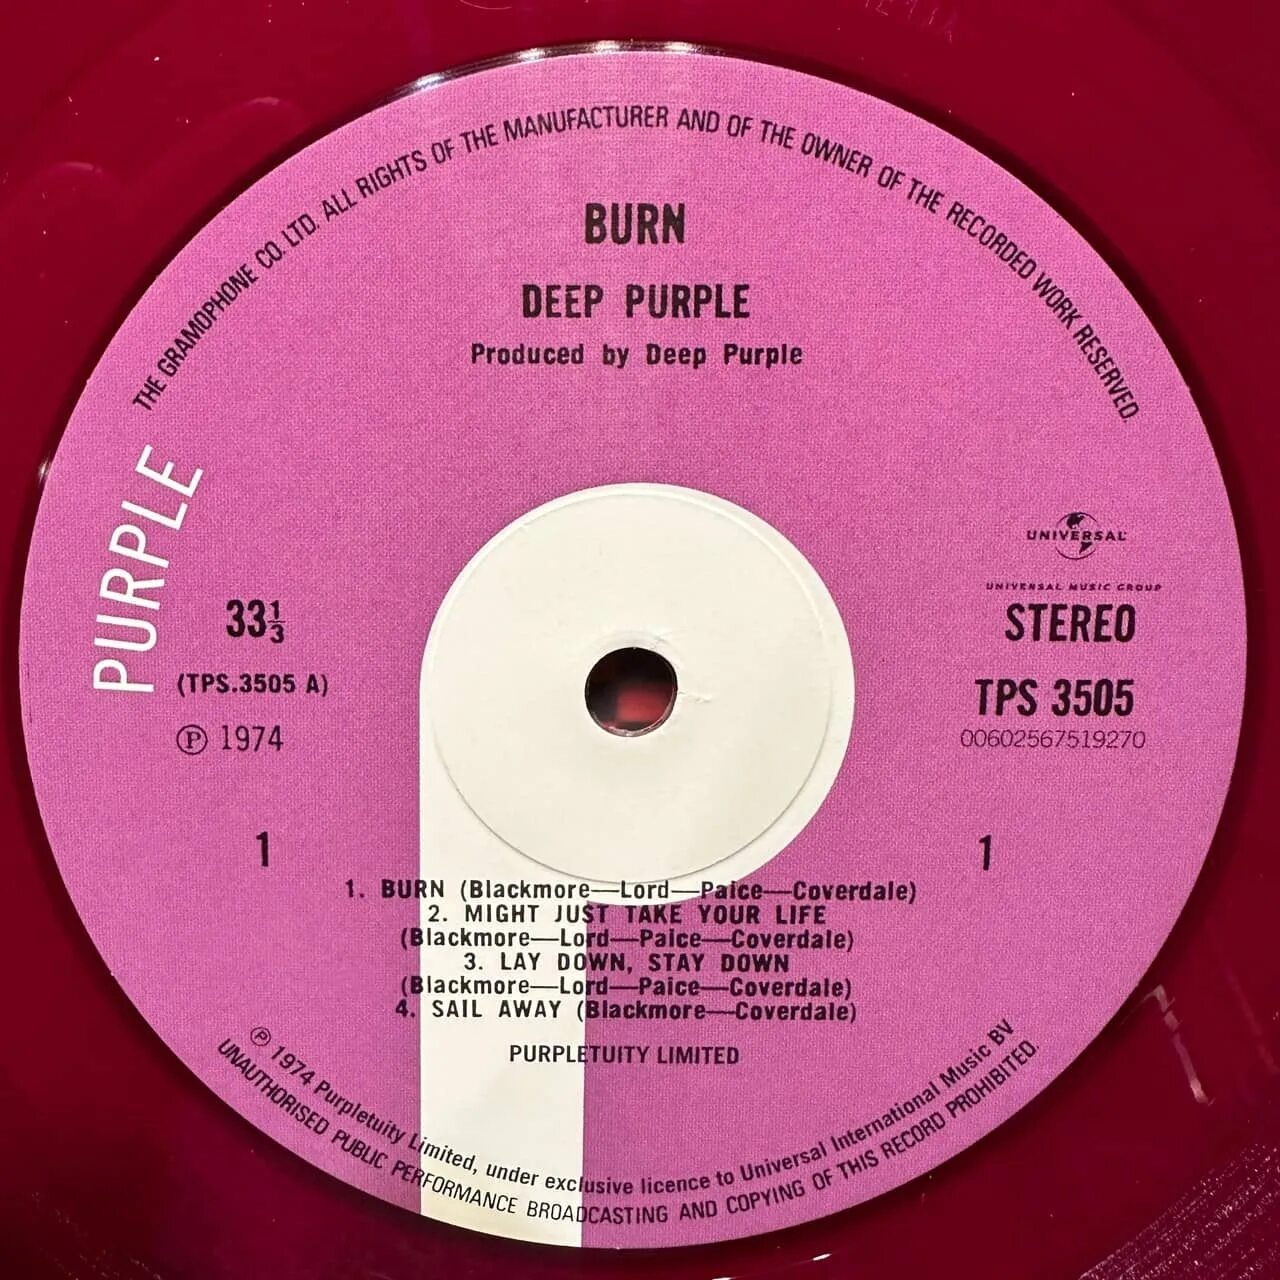 THE GRAMOPHONE CO. LTD. ALL RIGHTS OF THE MANUFACTURER AND OF THE OWNER OF THE RECORDED WORK RESERVED.
BURN
DEEP PURPLE
Produced by Deep Purple
PURPLE
UNIVERSAL
UNIVERSAL MUSIC GROUP
33⅓
STEREO
(TPS.3505 A)
TPS 3505
℗ 1974
00602567519270
1
1
1. BURN (Blackmore—Lord—Paice—Coverdale)
2. MIGHT JUST TAKE YOUR LIFE
(Blackmore—Lord—Paice—Coverdale)
3. LAY DOWN, STAY DOWN
(Blackmore—Lord—Paice—Coverdale)
4. SAIL AWAY (Blackmore—Coverdale)
PURPLETUITY LIMITED
℗ 1974 Purpletuity Limited, under exclusive licence to Universal International Music BV
UNAUTHORISED PUBLIC PERFORMANCE BROADCASTING AND COPYING OF THIS RECORD PROHIBITED.